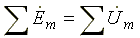 ∑Ė_m = ∑U̇_m